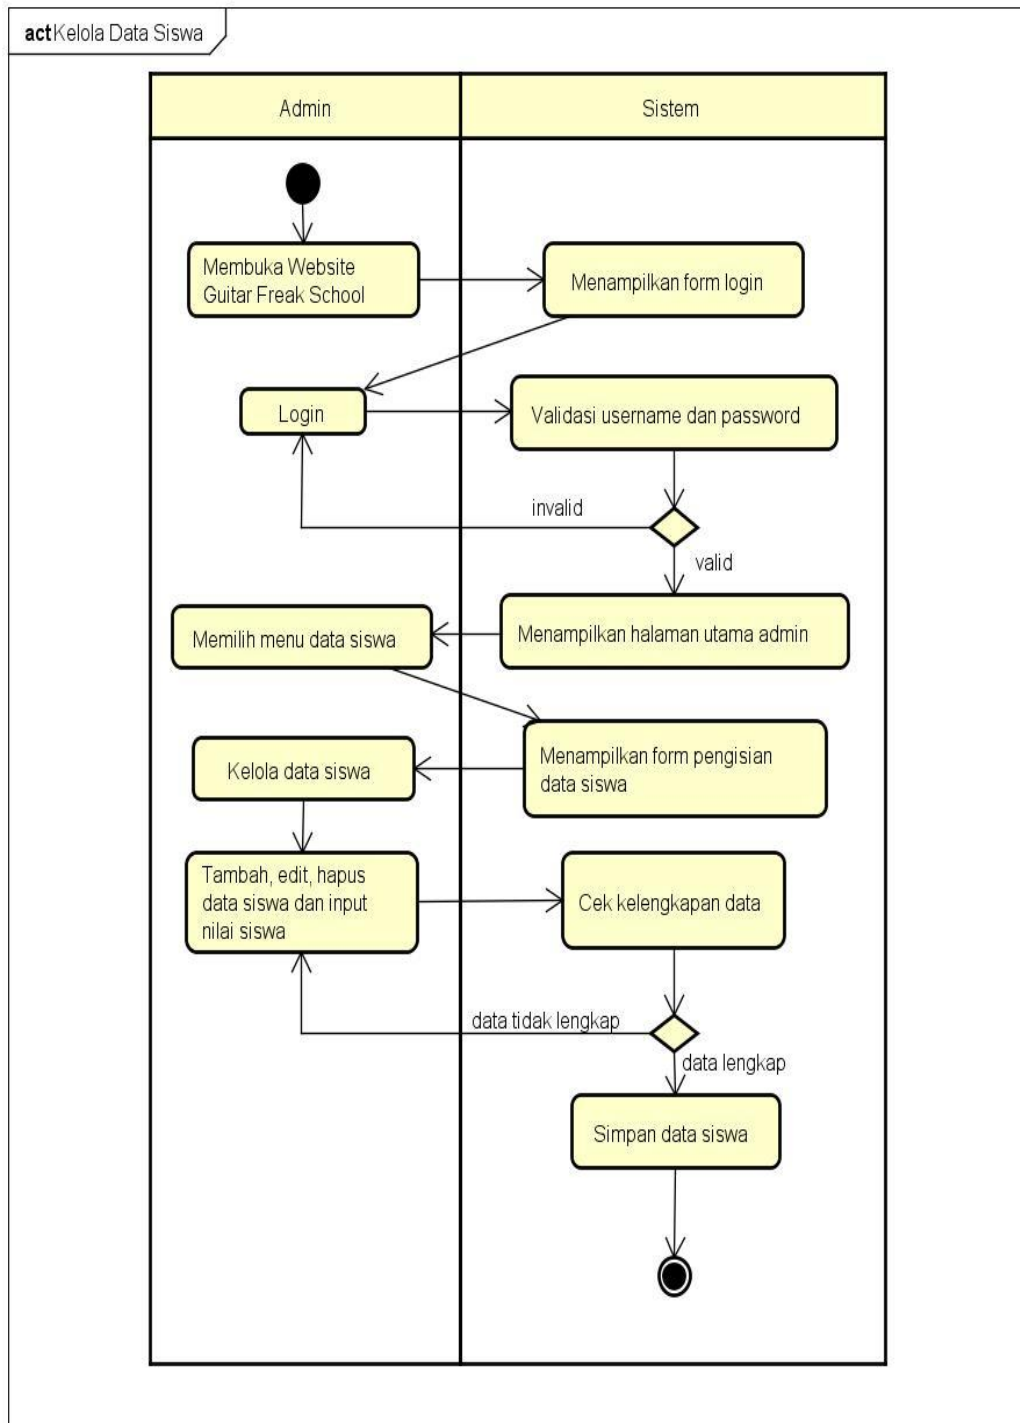 act Kelola Data Siswa
Admin
Sistem
Membuka Website
Guitar Freak School
Menampilkan form login
Login
Validasi username dan password
invalid
valid
Memilih menu data siswa
Menampilkan halaman utama admin
Kelola data siswa
Menampilkan form pengisian
data siswa
Tambah, edit, hapus
data siswa dan input
nilai siswa
Cek kelengkapan data
data tidak lengkap
data lengkap
Simpan data siswa